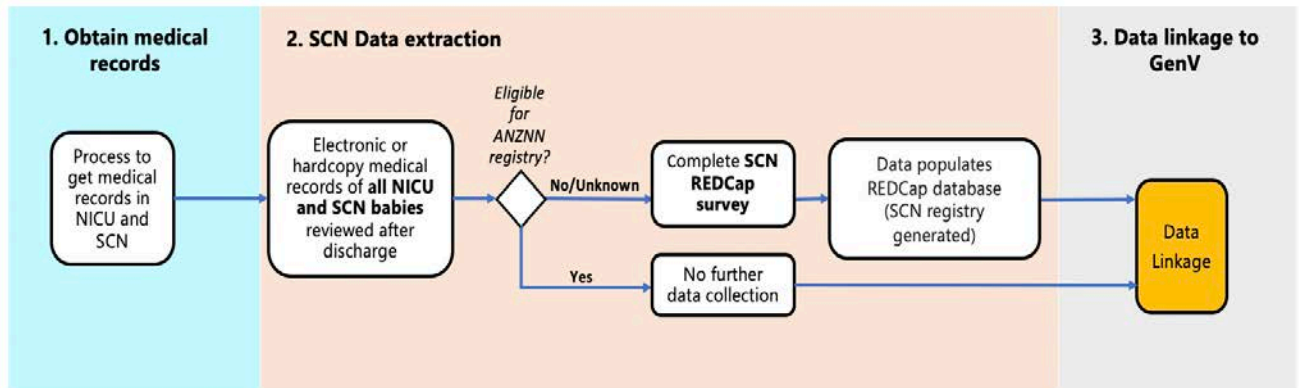 1. Obtain medical
records
2. SCN Data extraction
3. Data linkage to
GenV
Process to
get medical
records in
NICU and
SCN
Electronic or
hardcopy medical
records of all NICU
and SCN babies
reviewed after
discharge
Eligible
for
ANZNN
registry?
No/Unknown
Complete SCN
REDCap
survey
Data populates
REDCap database
(SCN registry
generated)
Yes
No further
data collection
Data
Linkage